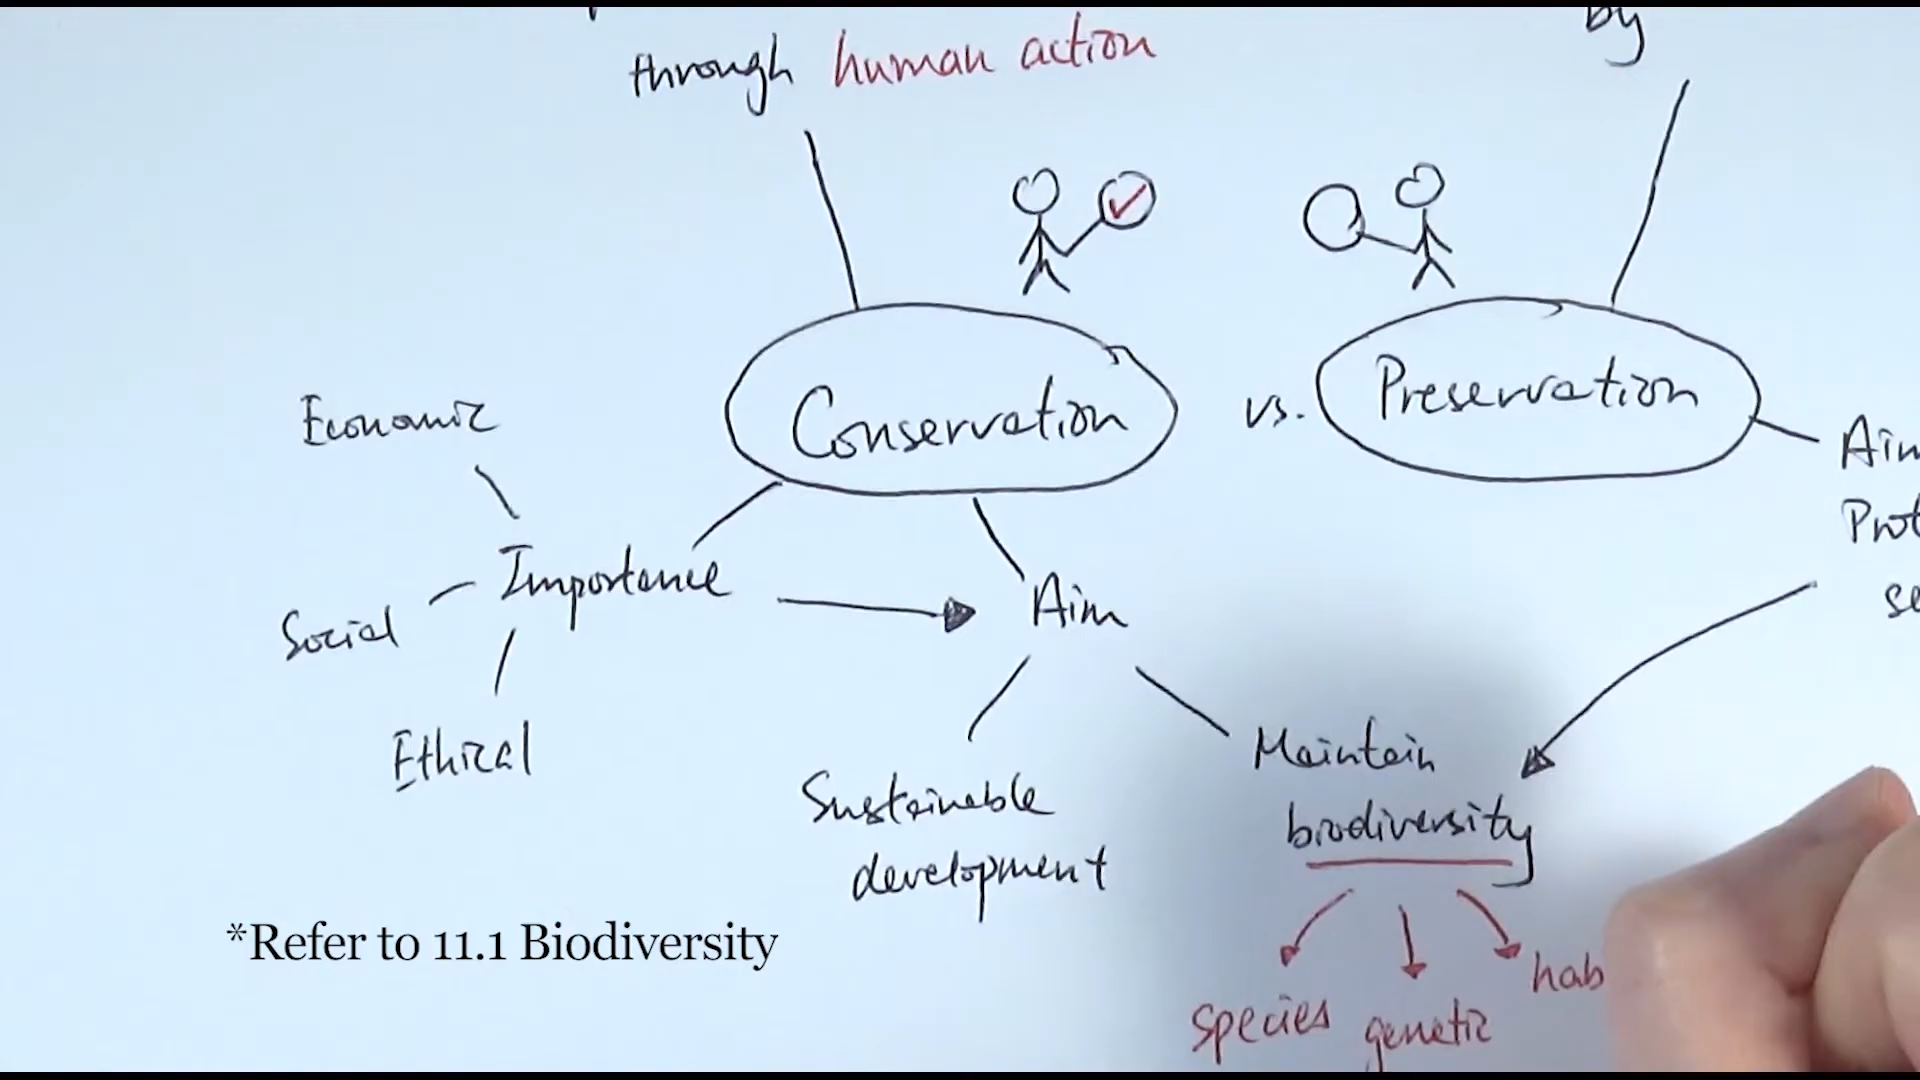 through human action
by
Conservation
vs.
Preservation
Economic
Importance
Social
Ethical
Aim
Sustainable
development
Maintain
biodiversity
species
genetic
hab
*Refer to 11.1 Biodiversity